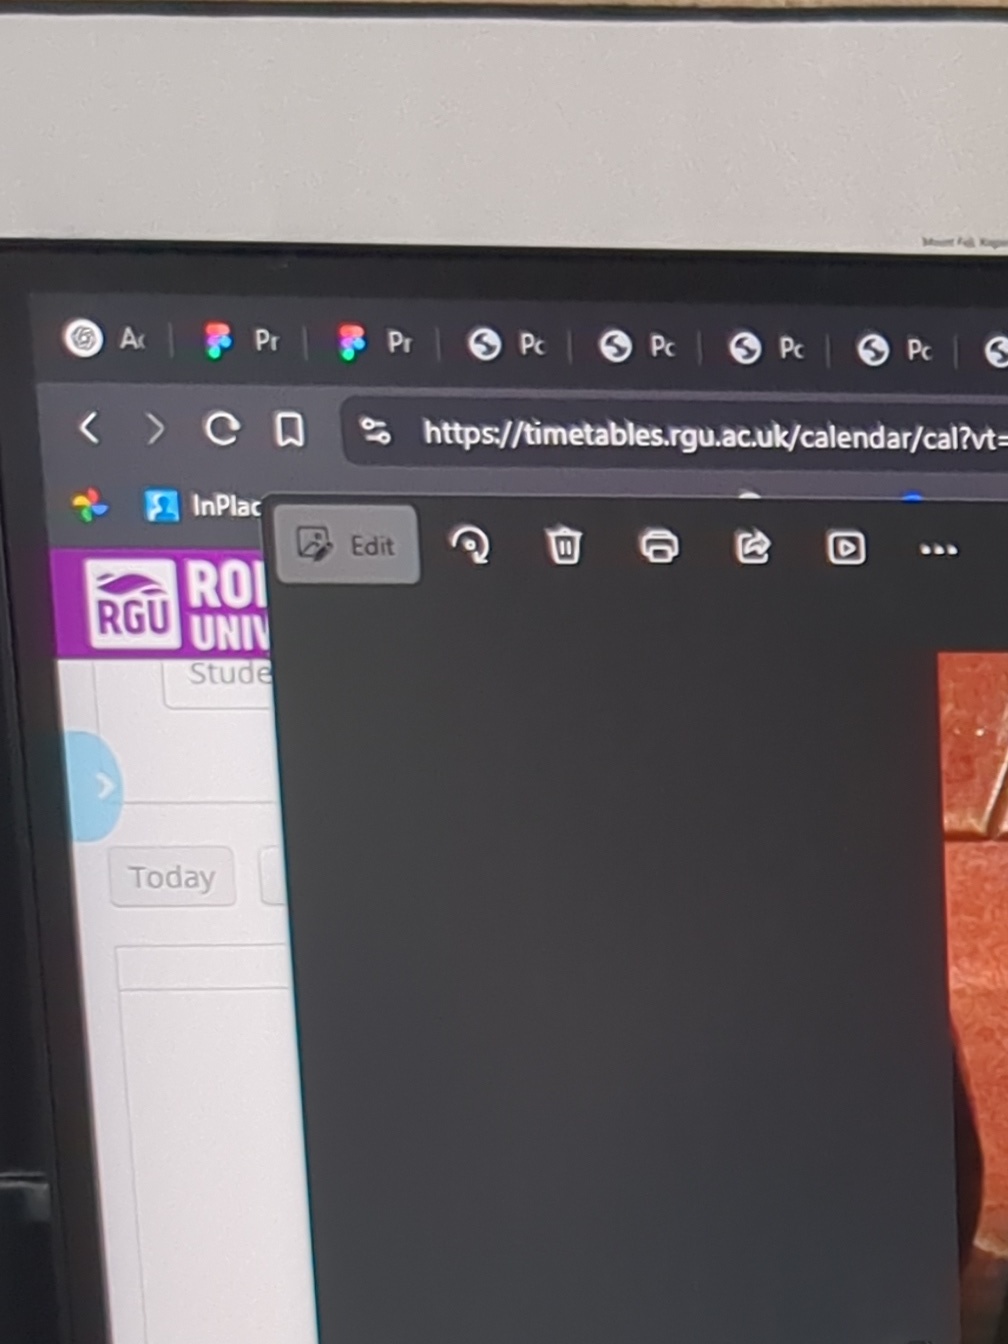 Ac Pr Pr Pc Pc Pc Pc
https://timetables.rgu.ac.uk/calendar/cal?vt=
InPlac
Edit
RGU
ROI
UNIV
Stude
Today